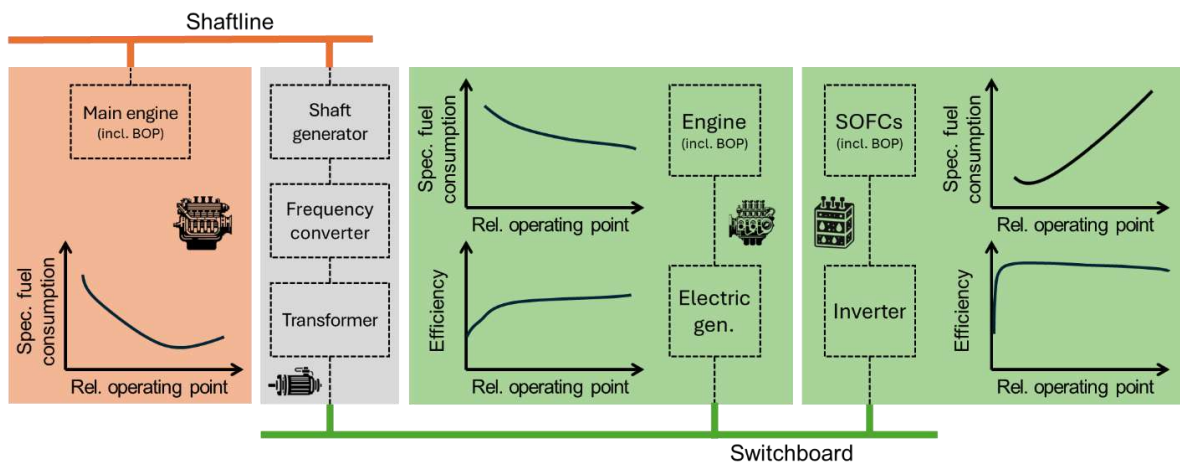 Shaftline
Main engine
(incl. BOP)
Spec. fuel
consumption
Rel. operating point
Shaft
generator
Frequency
converter
Transformer
Spec. fuel
consumption
Rel. operating point
Efficiency
Rel. operating point
Engine
(incl. BOP)
Electric
gen.
SOFCs
(incl. BOP)
Inverter
Spec. fuel
consumption
Rel. operating point
Efficiency
Rel. operating point
Switchboard